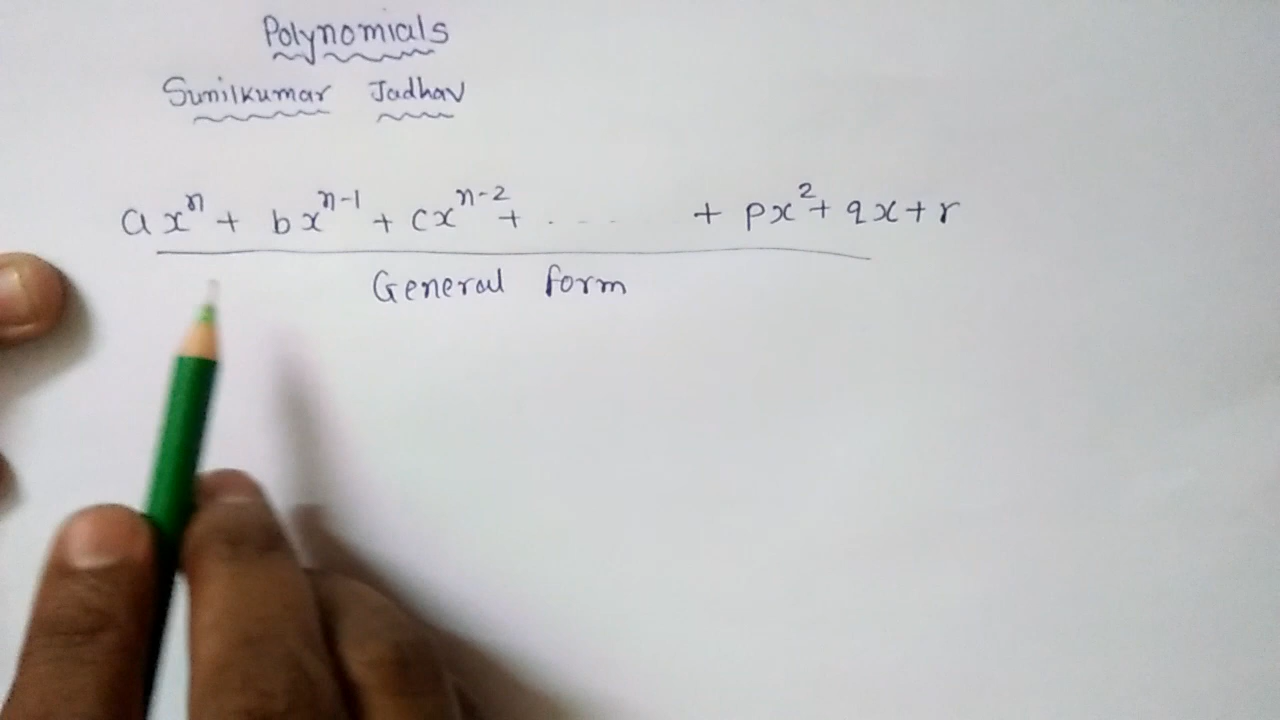 Polynomials
Sunilkumar Jadhav
ax^n + bx^{n-1} + cx^{n-2} + ..... + px^2 + qx + r
General form